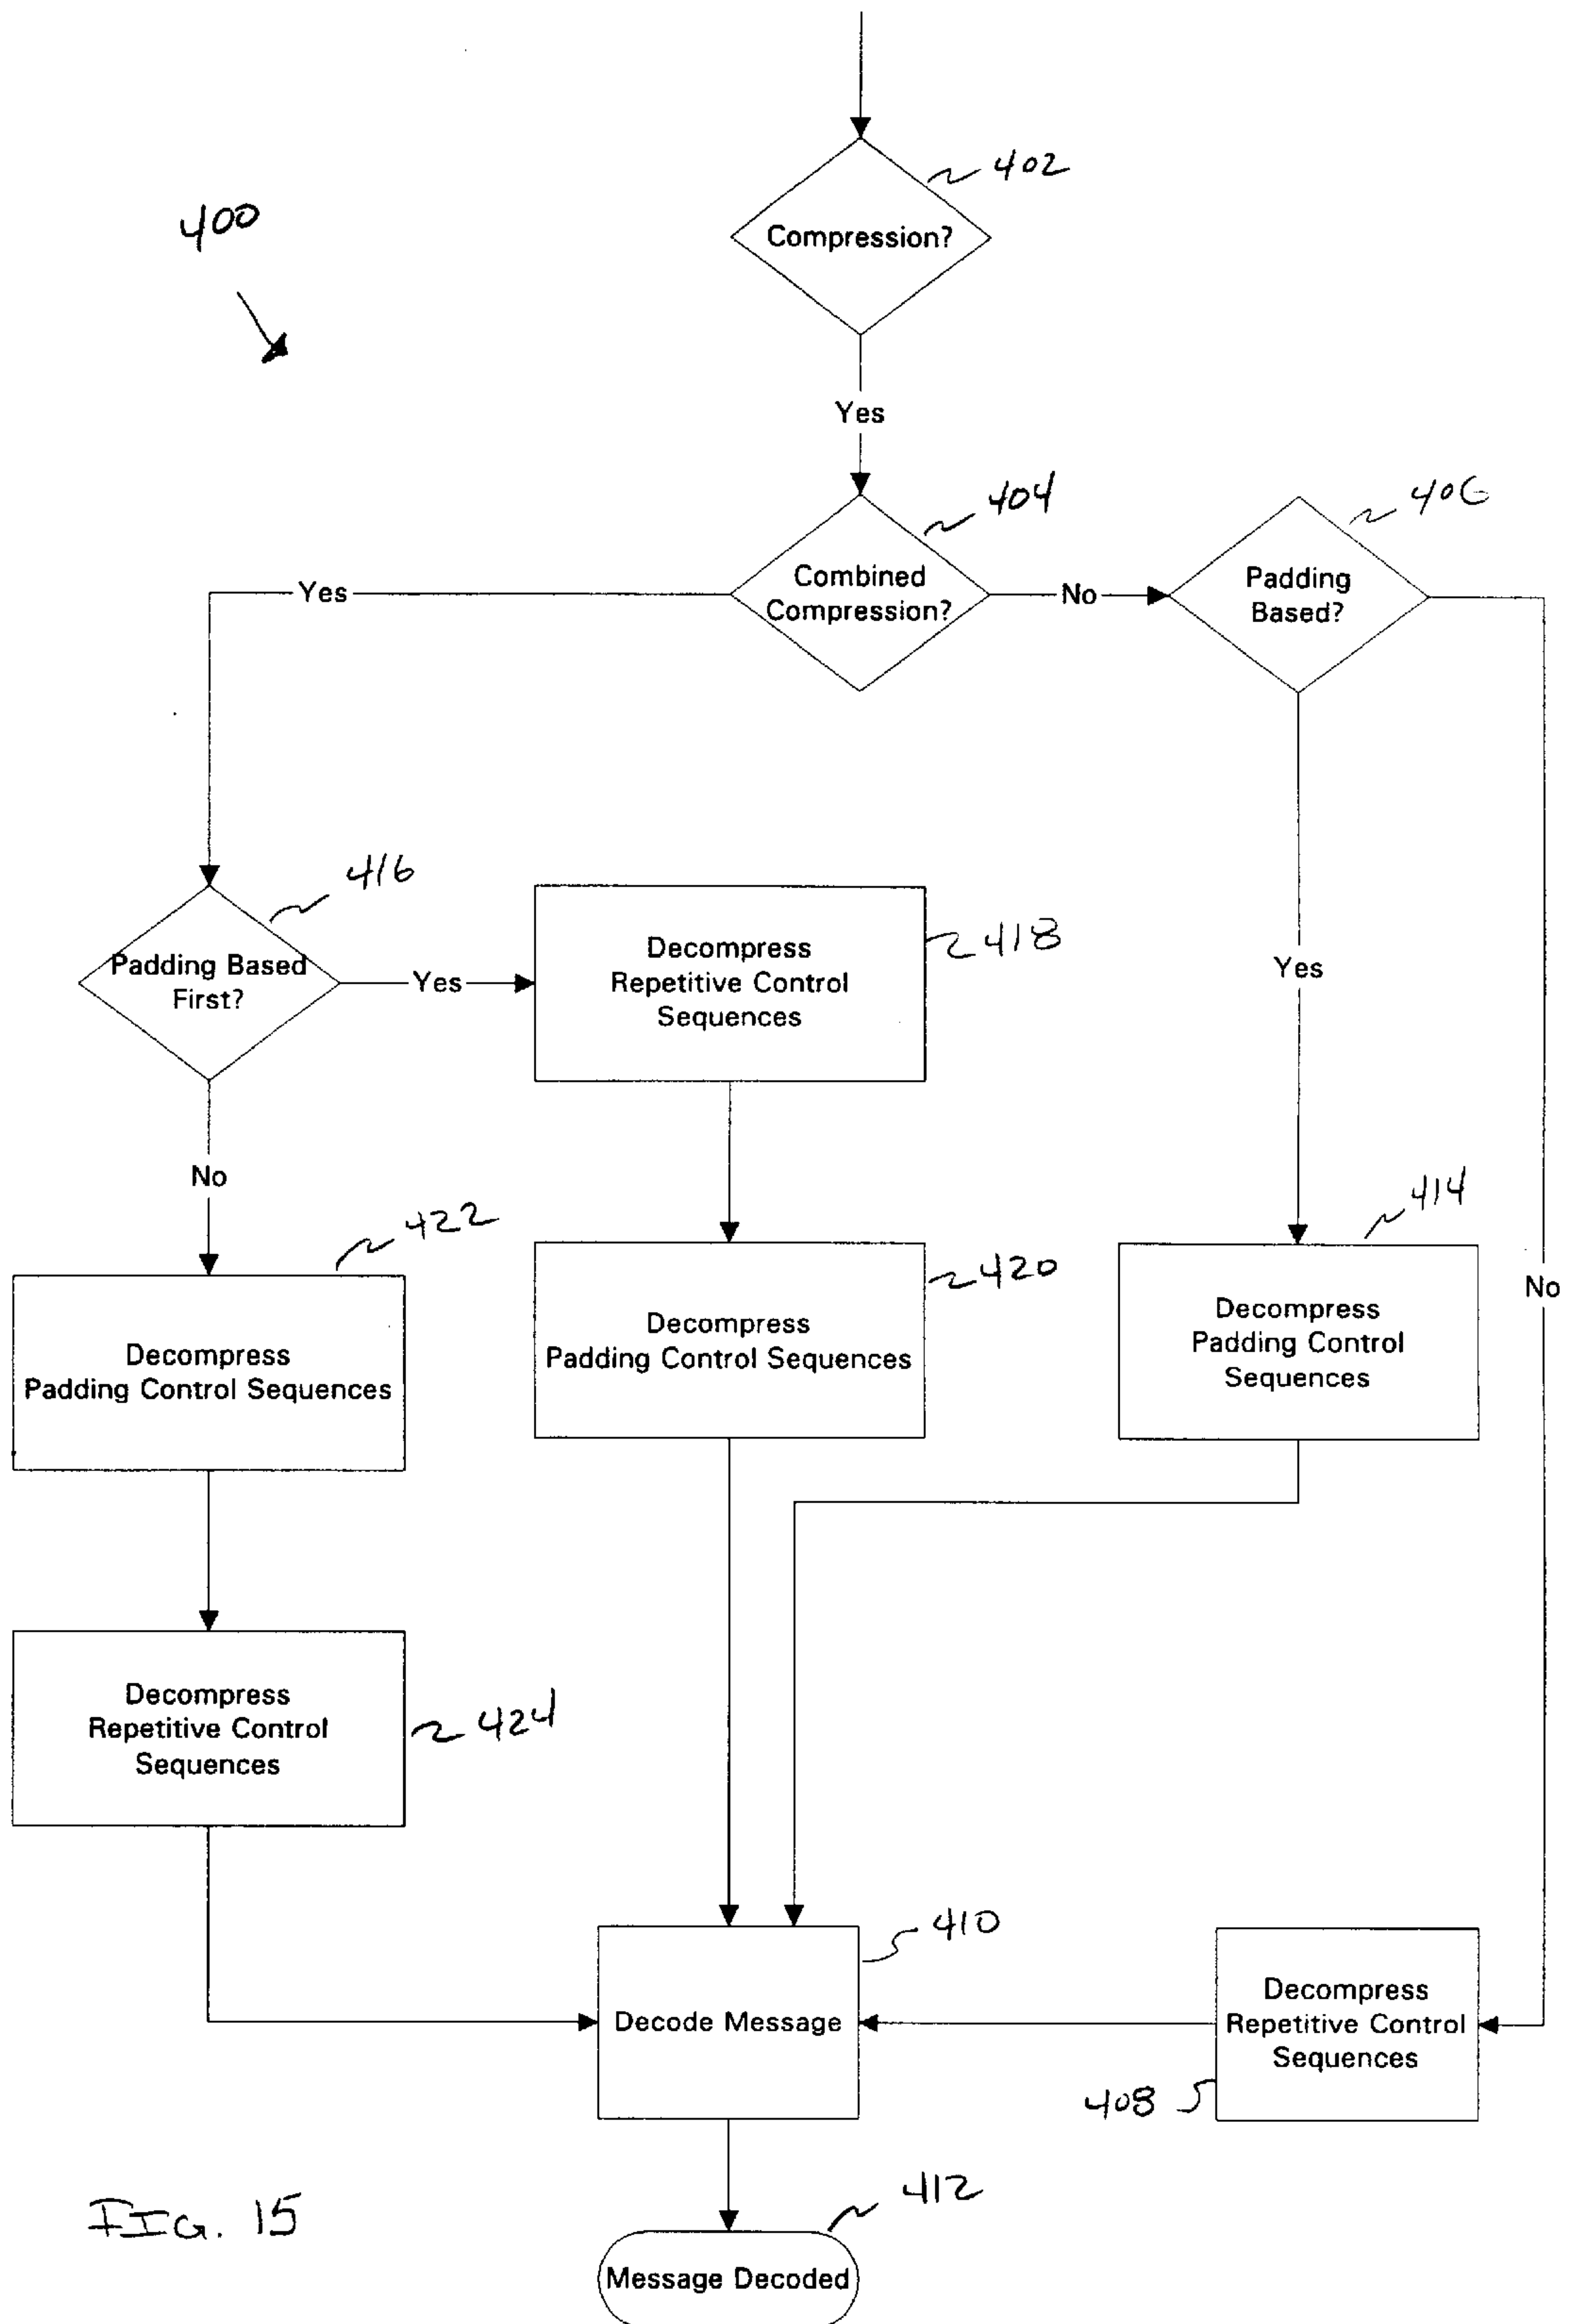 402
400
Compression?
Yes
404
406
Combined
Compression?
Padding
Based?
Yes
No
416
418
Padding Based
First?
Yes
Decompress
Repetitive Control
Sequences
Yes
No
414
422
420
No
Decompress
Padding Control Sequences
Decompress
Padding Control Sequences
Decompress
Padding Control
Sequences
424
Decompress
Repetitive Control
Sequences
410
Decode Message
Decompress
Repetitive Control
Sequences
408
412
FIG. 15
Message Decoded